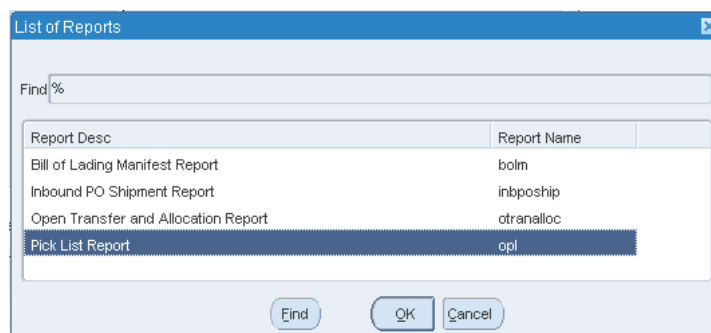 List of Reports
Find %
Report Desc Report Name
Bill of Lading Manifest Report bolm
Inbound PO Shipment Report inbpoship
Open Transfer and Allocation Report otranalloc
Pick List Report opl
Find OK Cancel